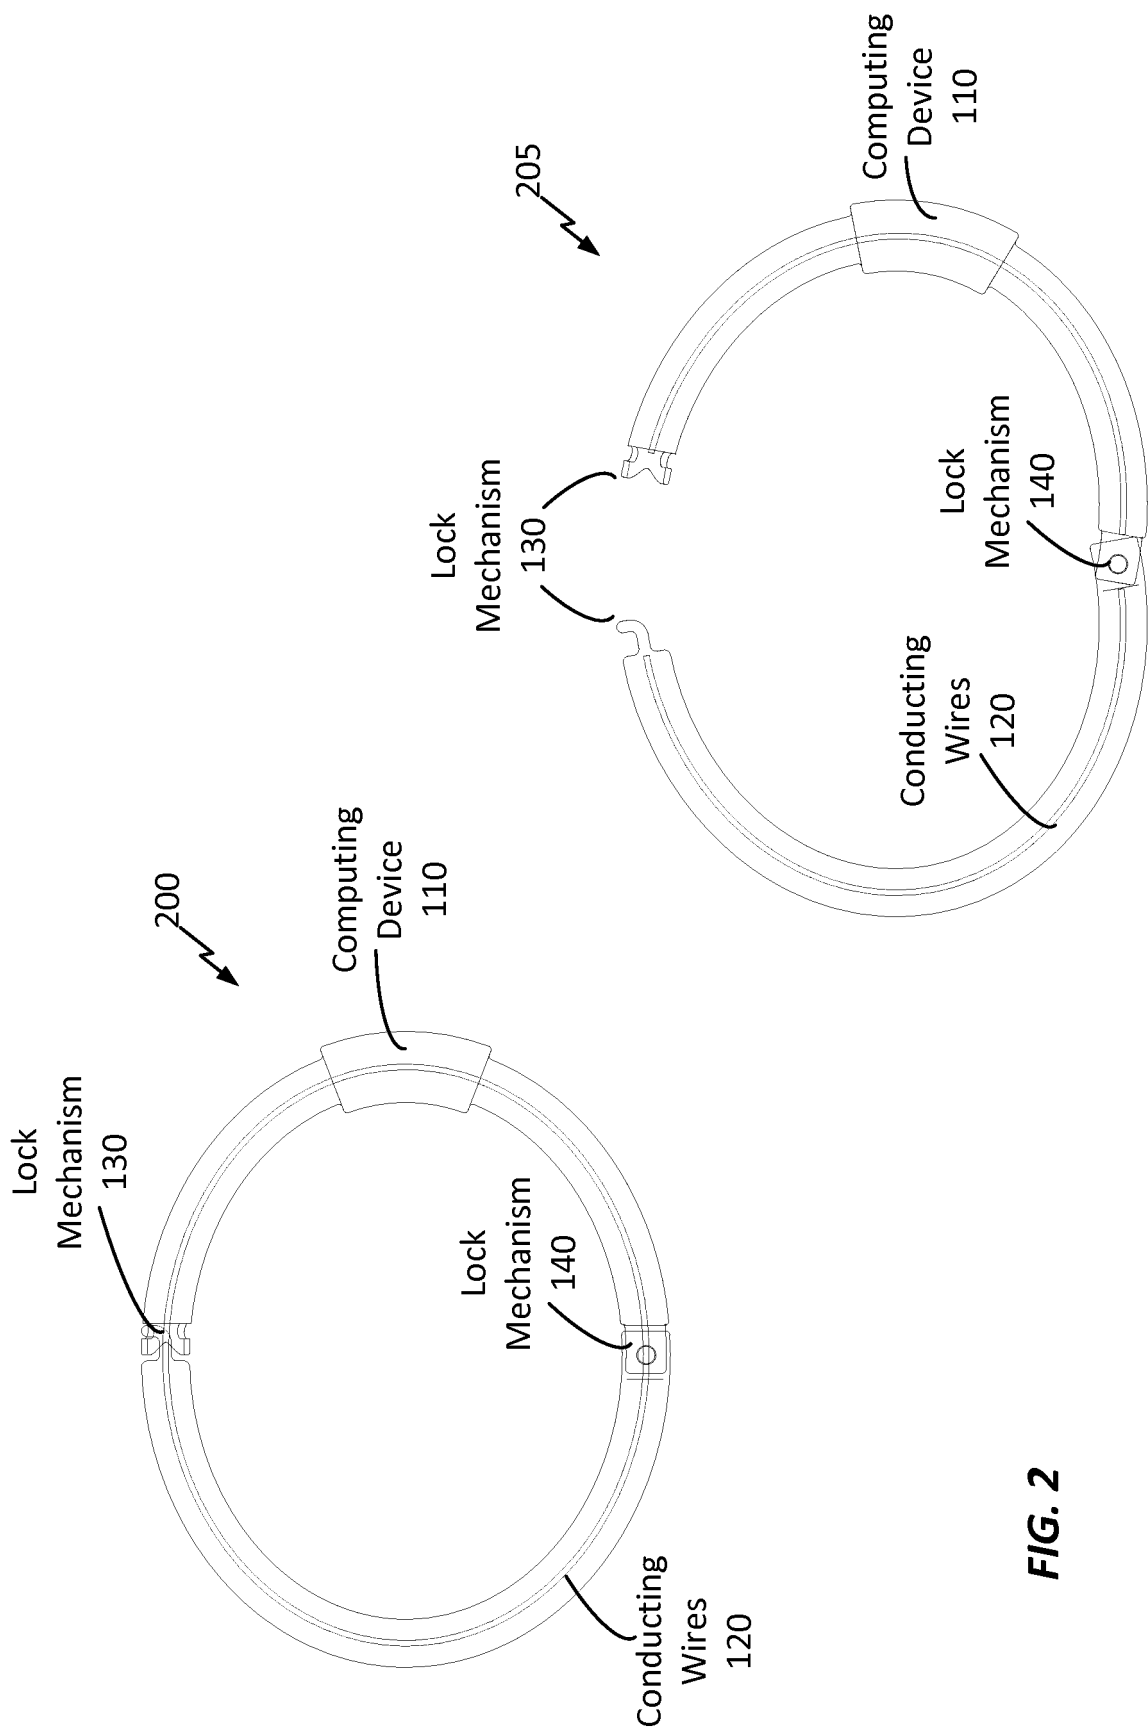 200
Lock
Mechanism
130
Computing
Device
110
Lock
Mechanism
140
Conducting
Wires
120
205
Lock
Mechanism
130
Computing
Device
110
Lock
Mechanism
140
Conducting
Wires
120
FIG. 2